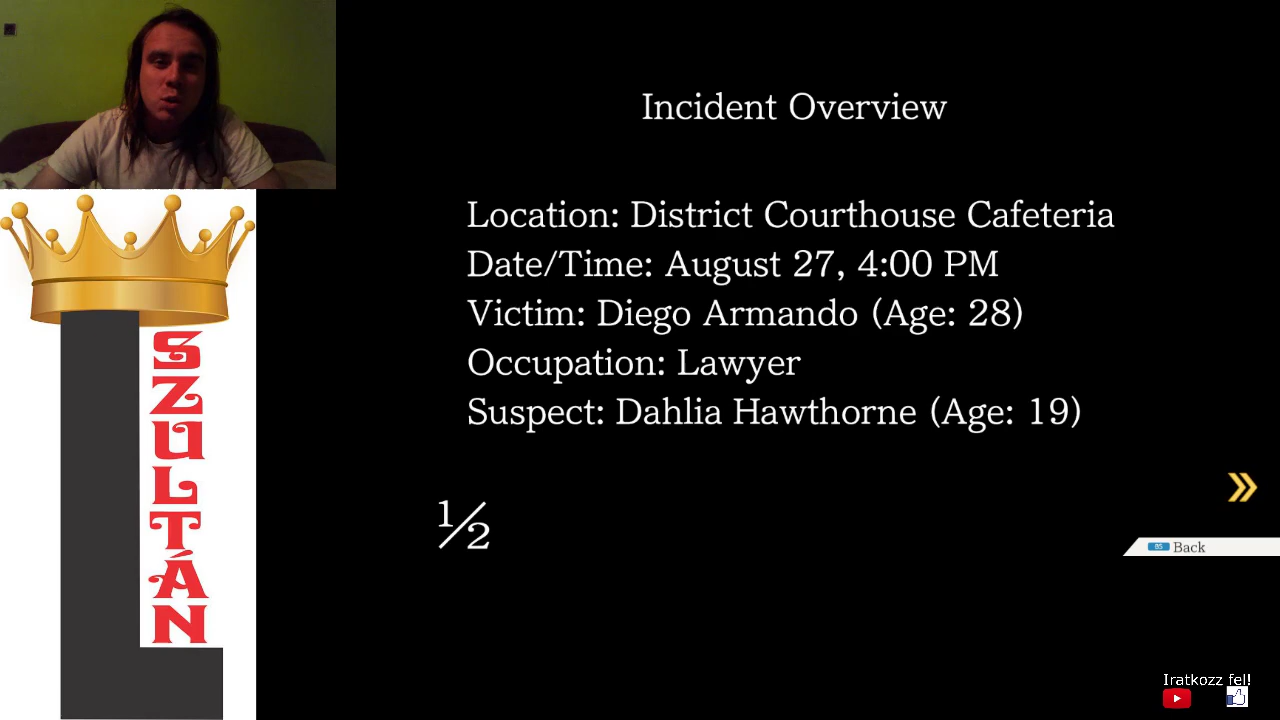 Incident Overview
Location: District Courthouse Cafeteria
Date/Time: August 27, 4:00 PM
Victim: Diego Armando (Age: 28)
Occupation: Lawyer
Suspect: Dahlia Hawthorne (Age: 19)
½
BS Back
L
SZULTÁN
Iratkozz fel!